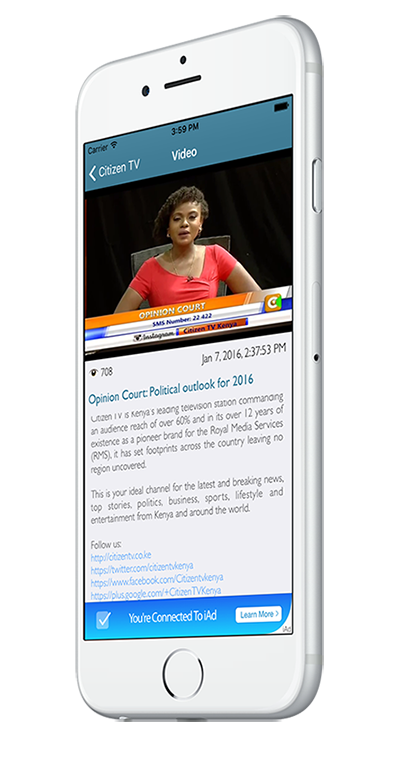 Carrier 3:59 PM
Citizen TV Video
OPINION COURT
SMS Number: 22 422
Instagram Citizen TV Kenya
708 Jan 7, 2016, 2:37:53 PM
Opinion Court: Political outlook for 2016
Citizen TV is Kenya's leading television station commanding
an audience reach of over 60% and in its over 12 years of
existence as a pioneer brand for the Royal Media Services
(RMS), it has set footprints across the country leaving no
region uncovered.
This is your ideal channel for the latest and breaking news,
top stories, politics, business, sports, lifestyle and
entertainment from Kenya and around the world.
Follow us:
http://citizentv.co.ke
https://twitter.com/citizentvkenya
https://www.facebook.com/Citizentvkenya
https://plus.google.com/+CitizenTVKenya
You're Connected To iAd Learn More >
iAd